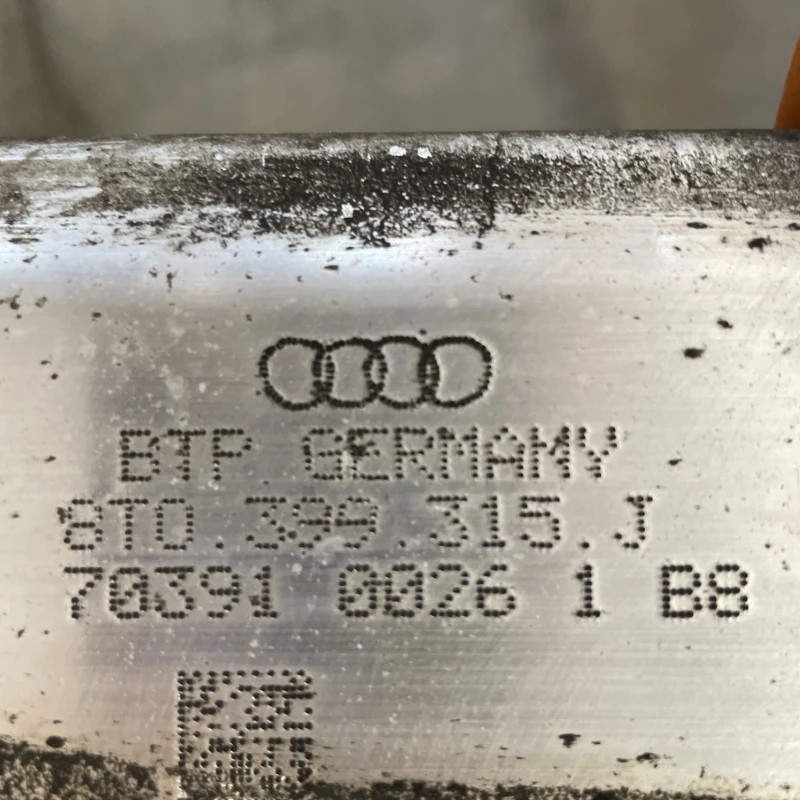 BTP GERMANY
8T0.399.315.J
70391 0026 1 B8